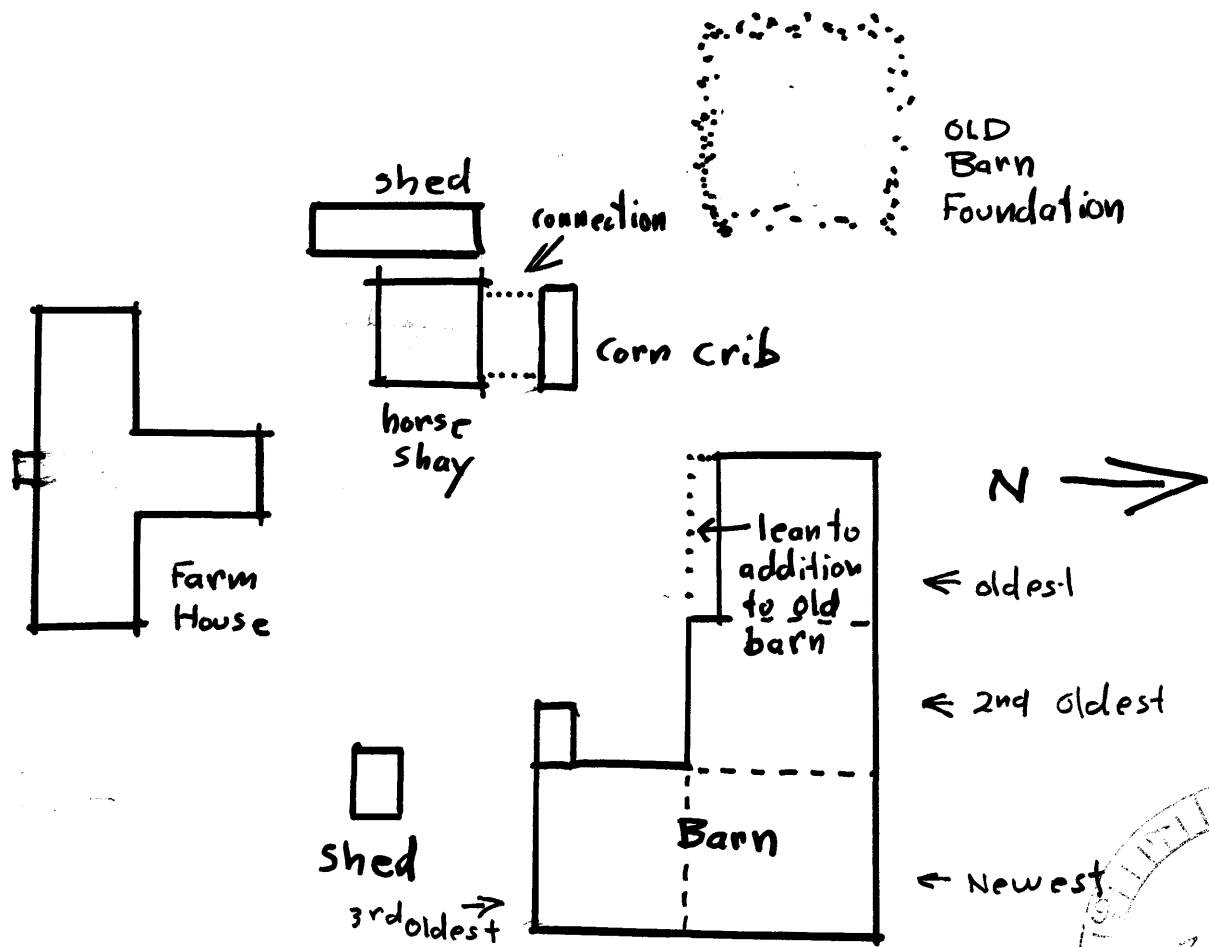 OLD
Barn
Foundation
shed
connection
corn crib
horse
shay
N
lean to
addition
to old
barn
oldest
Farm
House
2nd oldest
Barn
shed
Newest
3rd oldest